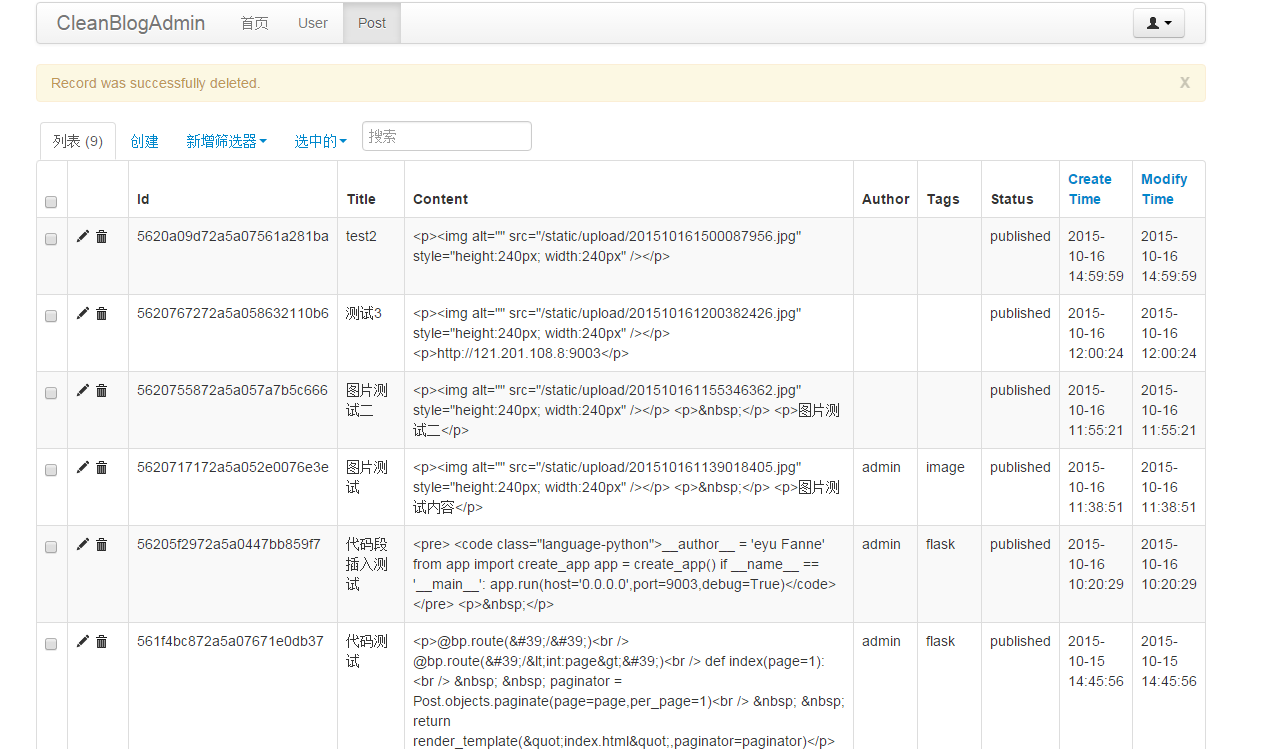 CleanBlogAdmin 首页 User Post
Record was successfully deleted. x
列表 (9) 创建 新增筛选器 选中的 搜索
Id Title Content Author Tags Status Create Time Modify Time
5620a09d72a5a07561a281ba test2 <p><img alt="" src="/static/upload/201510161500087956.jpg" style="height:240px; width:240px" /></p> published 2015-10-16 14:59:59 2015-10-16 14:59:59
5620767272a5a058632110b6 测试3 <p><img alt="" src="/static/upload/201510161200382426.jpg" style="height:240px; width:240px" /></p> <p>http://121.201.108.8:9003</p> published 2015-10-16 12:00:24 2015-10-16 12:00:24
5620755872a5a057a7b5c666 图片测试二 <p><img alt="" src="/static/upload/201510161155346362.jpg" style="height:240px; width:240px" /></p> <p>&nbsp;</p> <p>图片测试二</p> published 2015-10-16 11:55:21 2015-10-16 11:55:21
5620717172a5a052e0076e3e 图片测试 <p><img alt="" src="/static/upload/201510161139018405.jpg" style="height:240px; width:240px" /></p> <p>&nbsp;</p> <p>图片测试内容</p> admin image published 2015-10-16 11:38:51 2015-10-16 11:38:51
56205f2972a5a0447bb859f7 代码段插入测试 <pre> <code class="language-python">__author__ = 'eyu Fanne' from app import create_app app = create_app() if __name__ == '__main__': app.run(host='0.0.0.0',port=9003,debug=True)</code> </pre> <p>&nbsp;</p> admin flask published 2015-10-16 10:20:29 2015-10-16 10:20:29
561f4bc872a5a07671e0db37 代码测试 <p>@bp.route(&#39;/&#39;)<br /> @bp.route(&#39;/&lt;int:page&gt;&#39;)<br /> def index(page=1):<br /> &nbsp; &nbsp; paginator = Post.objects.paginate(page=page,per_page=1)<br /> &nbsp; &nbsp; return render_template(&quot;index.html&quot;,paginator=paginator)</p> admin flask published 2015-10-15 14:45:56 2015-10-15 14:45:56